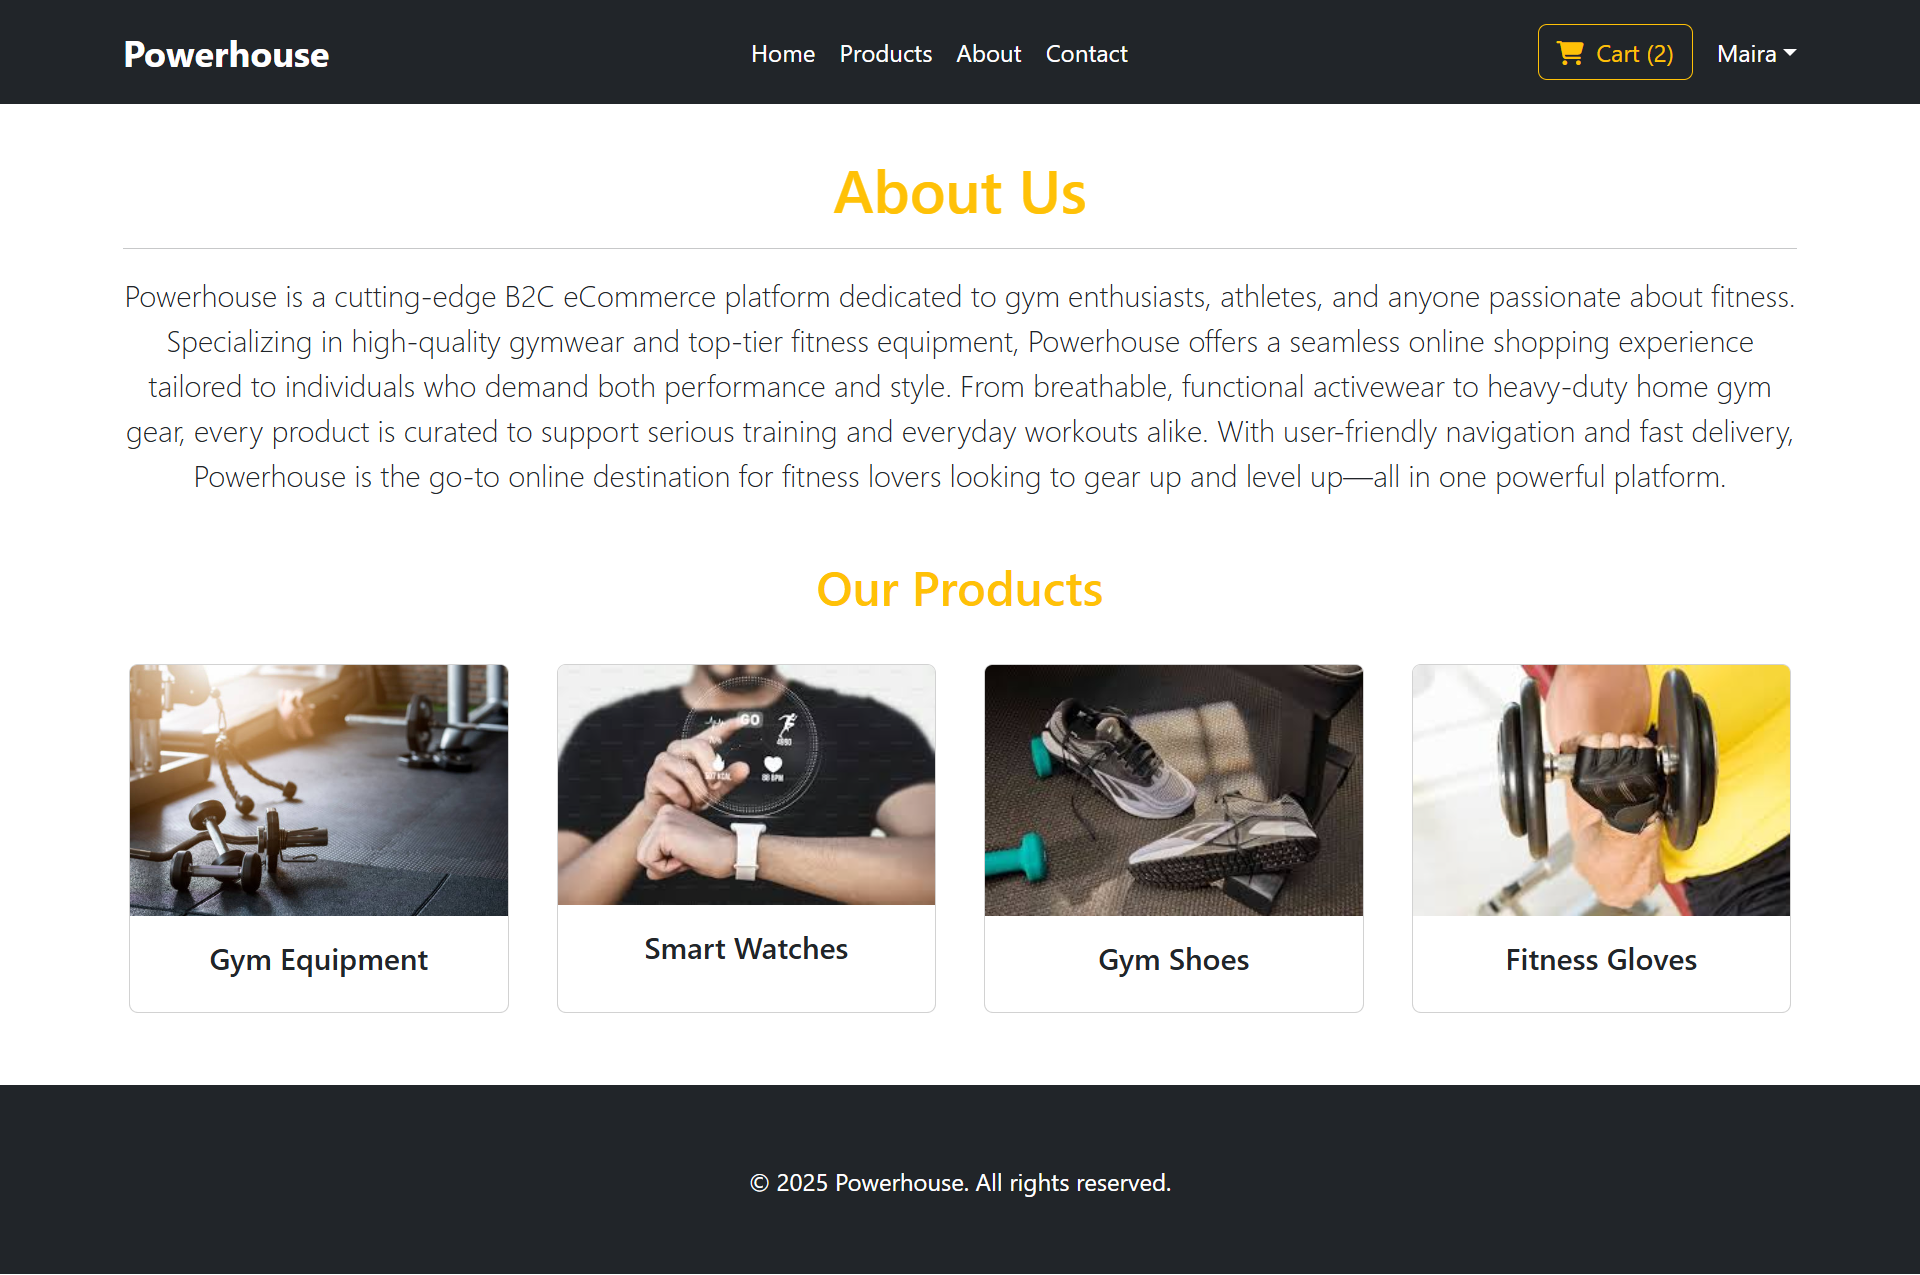 Powerhouse
Home Products About Contact
Cart (2)
Maira
About Us
Powerhouse is a cutting-edge B2C eCommerce platform dedicated to gym enthusiasts, athletes, and anyone passionate about fitness.
Specializing in high-quality gymwear and top-tier fitness equipment, Powerhouse offers a seamless online shopping experience
tailored to individuals who demand both performance and style. From breathable, functional activewear to heavy-duty home gym
gear, every product is curated to support serious training and everyday workouts alike. With user-friendly navigation and fast delivery,
Powerhouse is the go-to online destination for fitness lovers looking to gear up and level up—all in one powerful platform.
Our Products
GO
4890
KCAL
88 BPM
Gym Equipment
Smart Watches
Gym Shoes
Fitness Gloves
© 2025 Powerhouse. All rights reserved.